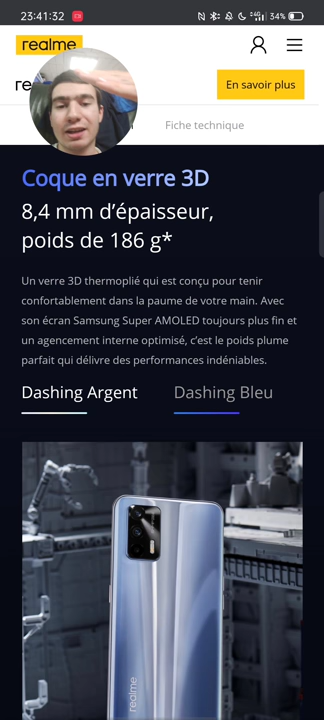 23:41:32
34%
realme
En savoir plus
Fiche technique
Coque en verre 3D
8,4 mm d'épaisseur,
poids de 186 g*
Un verre 3D thermoplié qui est conçu pour tenir
confortablement dans la paume de votre main. Avec
son écran Samsung Super AMOLED toujours plus fin et
un agencement interne optimisé, c'est le poids plume
parfait qui délivre des performances indéniables.
Dashing Argent
Dashing Bleu
realme